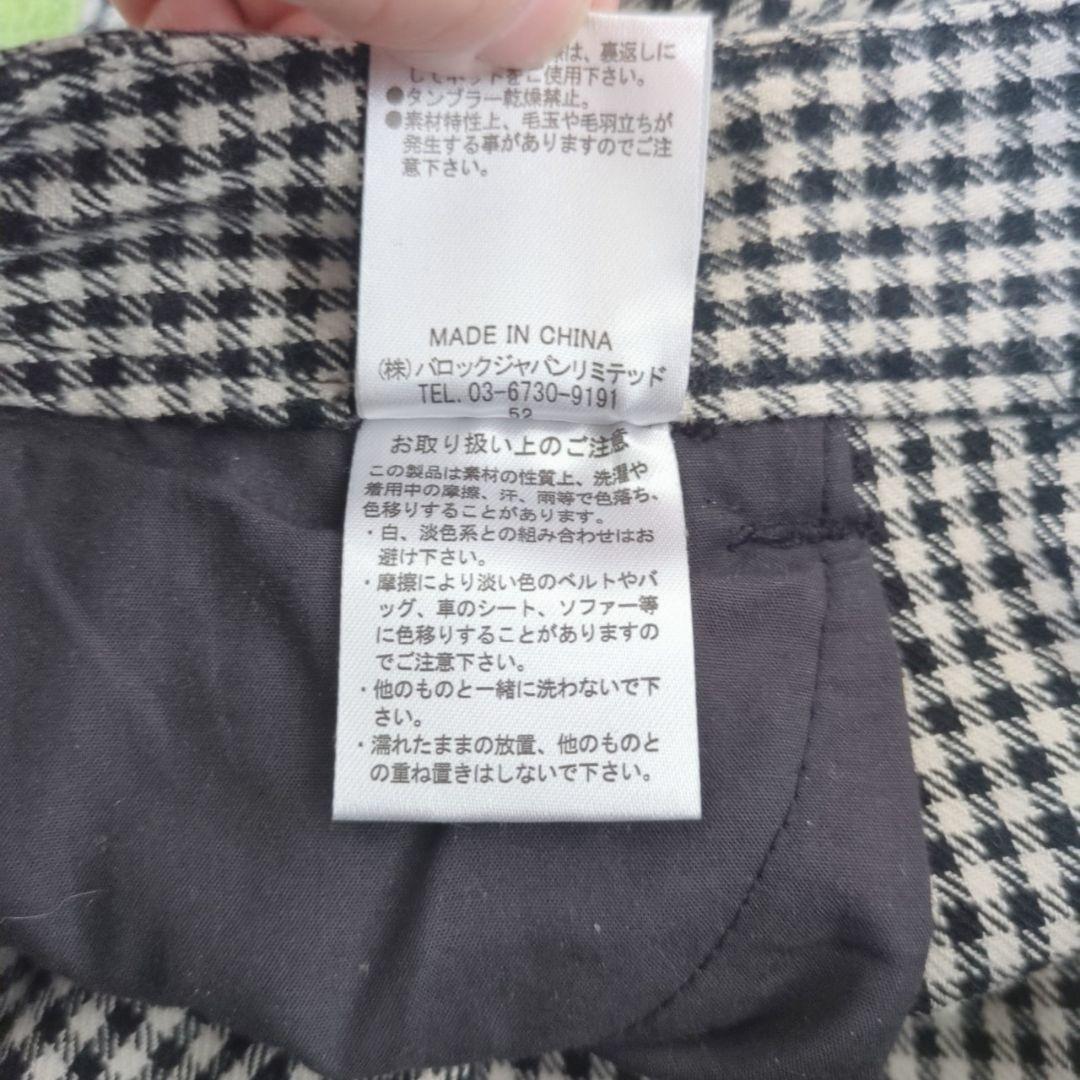 は、裏返しに
してネットをご使用下さい。
●タンブラー乾燥禁止。
●素材特性上、毛玉や毛羽立ちが
発生する事がありますのでご注
意下さい。
MADE IN CHINA
(株)バロックジャパンリミテッド
TEL. 03-6730-9191
52
お取り扱い上のご注意
この製品は素材の性質上、洗濯や
着用中の摩擦、汗、雨等で色落ち、
色移りすることがあります。
・白、淡色系との組み合わせはお
避け下さい。
・摩擦により淡い色のベルトやバ
ッグ、車のシート、ソファー等
に色移りすることがありますの
でご注意下さい。
・他のものと一緒に洗わないで下
さい。
・濡れたままの放置、他のものと
の重ね置きはしないで下さい。